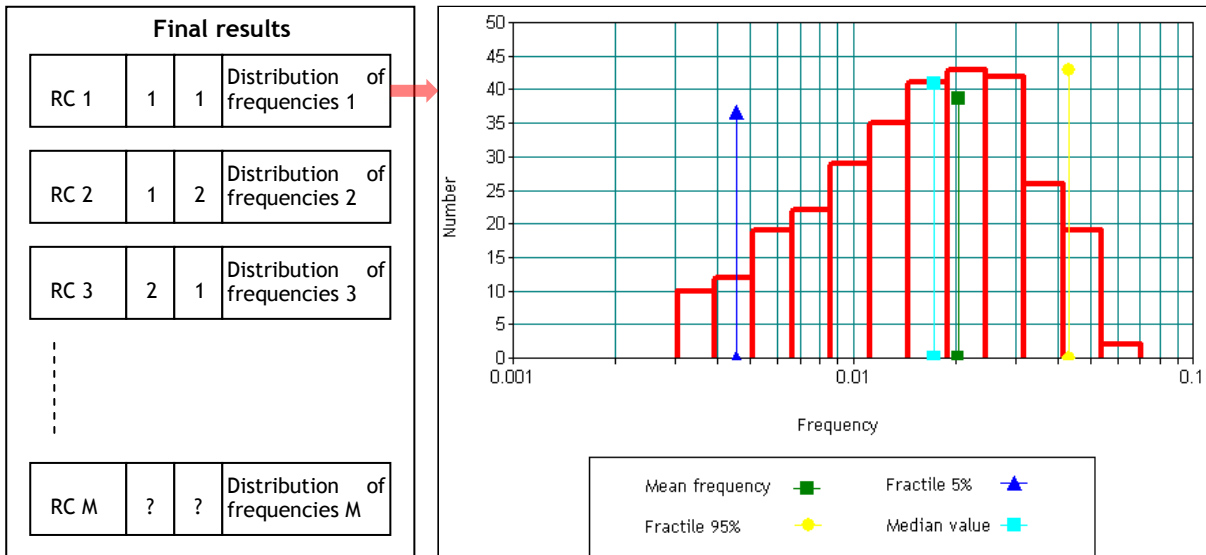 Final results
RC 1 1 1 Distribution of
frequencies 1
RC 2 1 2 Distribution of
frequencies 2
RC 3 2 1 Distribution of
frequencies 3
RC M ? ? Distribution of
frequencies M
50
45
40
35
30
25
20
15
10
5
0
Number
0.001 0.01 0.1
Frequency
Mean frequency Fractile 5%
Fractile 95% Median value